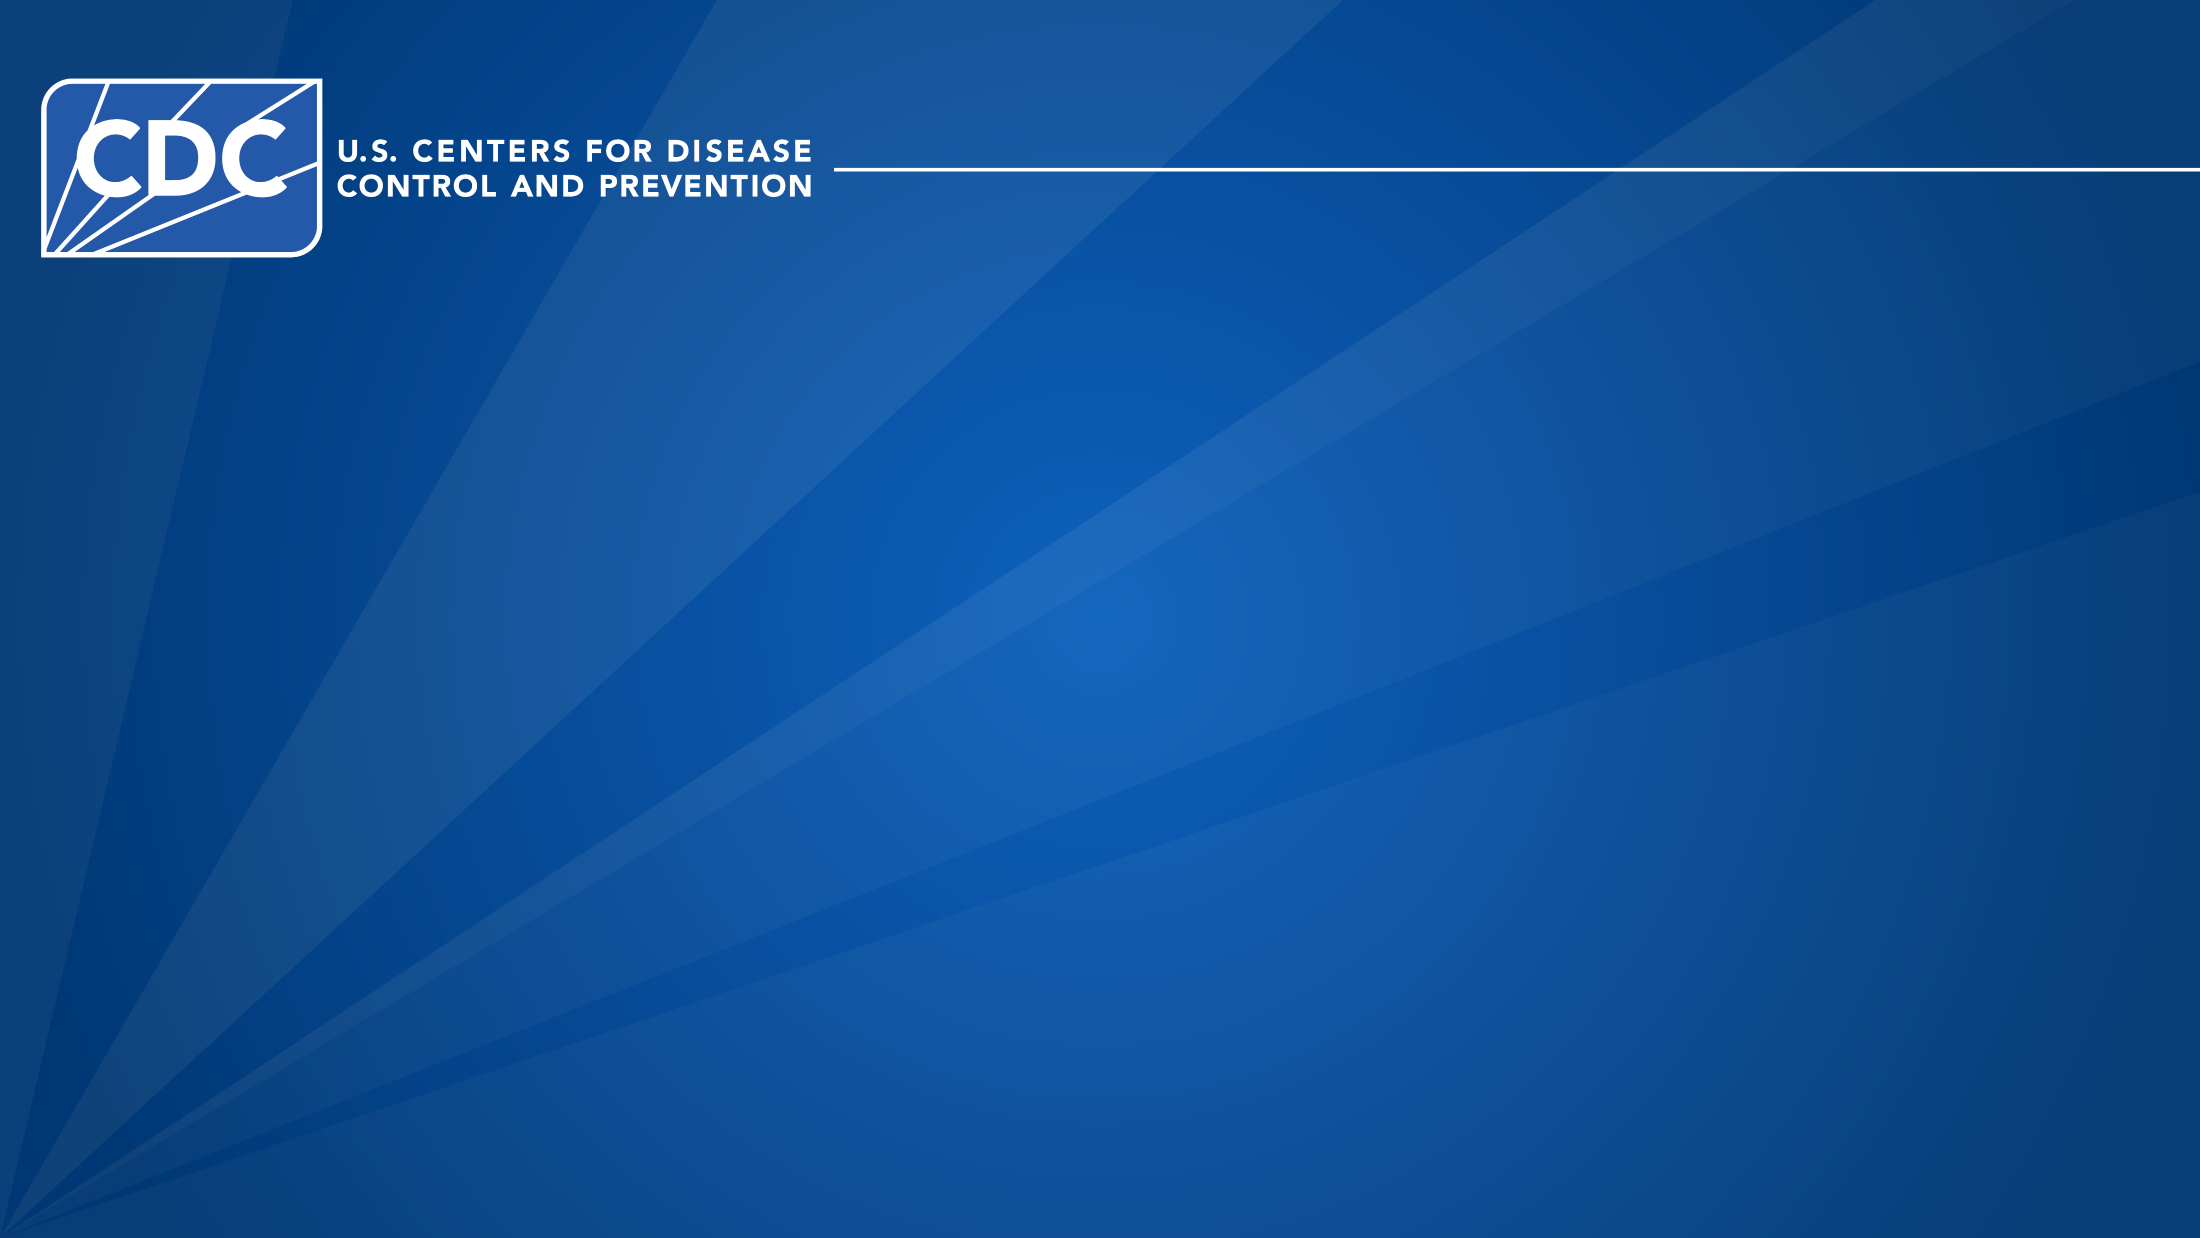 CDC
U.S. CENTERS FOR DISEASE
CONTROL AND PREVENTION